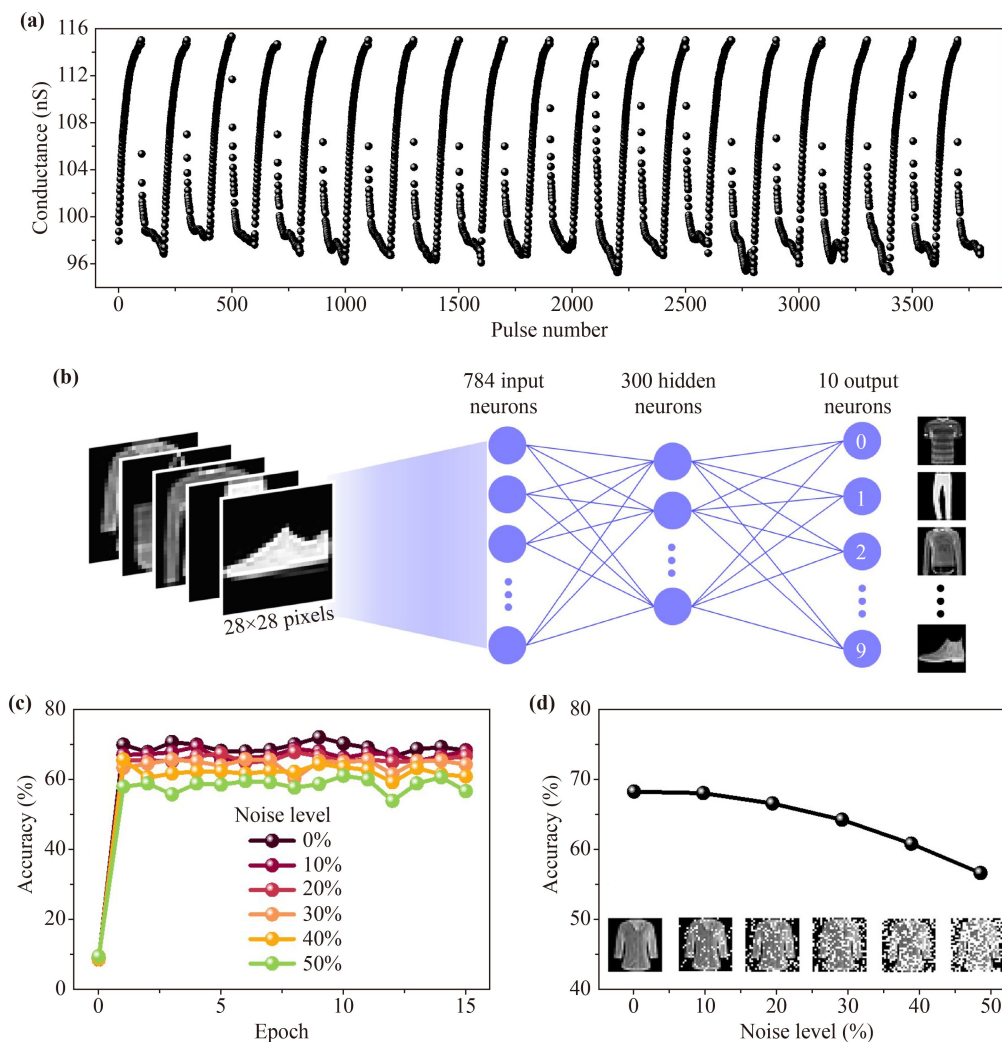 (a)
116
112
108
104
100
96
Conductance (nS)
0 500 1000 1500 2000 2500 3000 3500
Pulse number
(b)
784 input neurons
300 hidden neurons
10 output neurons
28×28 pixels
0
1
2
9
(c)
80
60
40
20
0
Accuracy (%)
Noise level
0%
10%
20%
30%
40%
50%
0 5 10 15
Epoch
(d)
80
70
60
50
40
Accuracy (%)
0 10 20 30 40 50
Noise level (%)